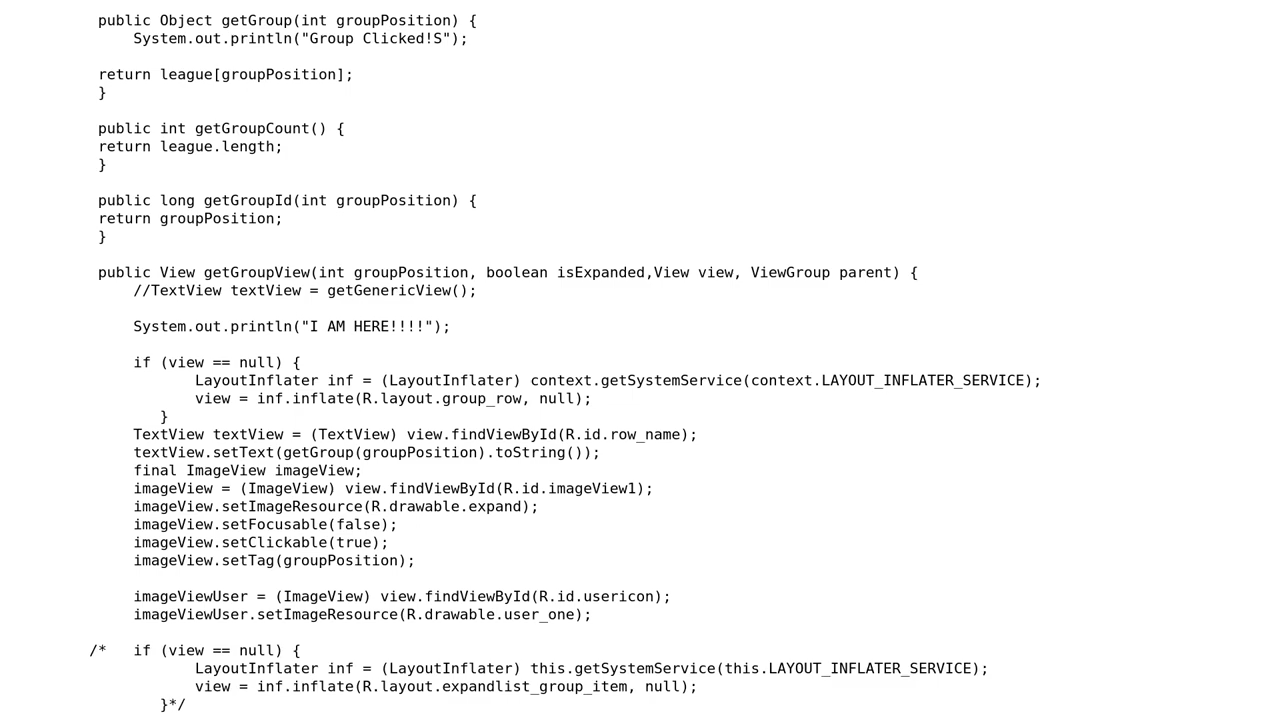 public Object getGroup(int groupPosition) {
System.out.println("Group Clicked!S");
return league[groupPosition];
}
public int getGroupCount() {
return league.length;
}
public long getGroupId(int groupPosition) {
return groupPosition;
}
public View getGroupView(int groupPosition, boolean isExpanded,View view, ViewGroup parent) {
//TextView textView = getGenericView();
System.out.println("I AM HERE!!!!");
if (view == null) {
LayoutInflater inf = (LayoutInflater) context.getSystemService(context.LAYOUT_INFLATER_SERVICE);
view = inf.inflate(R.layout.group_row, null);
}
TextView textView = (TextView) view.findViewById(R.id.row_name);
textView.setText(getGroup(groupPosition).toString());
final ImageView imageView;
imageView = (ImageView) view.findViewById(R.id.imageView1);
imageView.setImageResource(R.drawable.expand);
imageView.setFocusable(false);
imageView.setClickable(true);
imageView.setTag(groupPosition);
imageViewUser = (ImageView) view.findViewById(R.id.usericon);
imageViewUser.setImageResource(R.drawable.user_one);
/*   if (view == null) {
LayoutInflater inf = (LayoutInflater) this.getSystemService(this.LAYOUT_INFLATER_SERVICE);
view = inf.inflate(R.layout.expandlist_group_item, null);
}*/